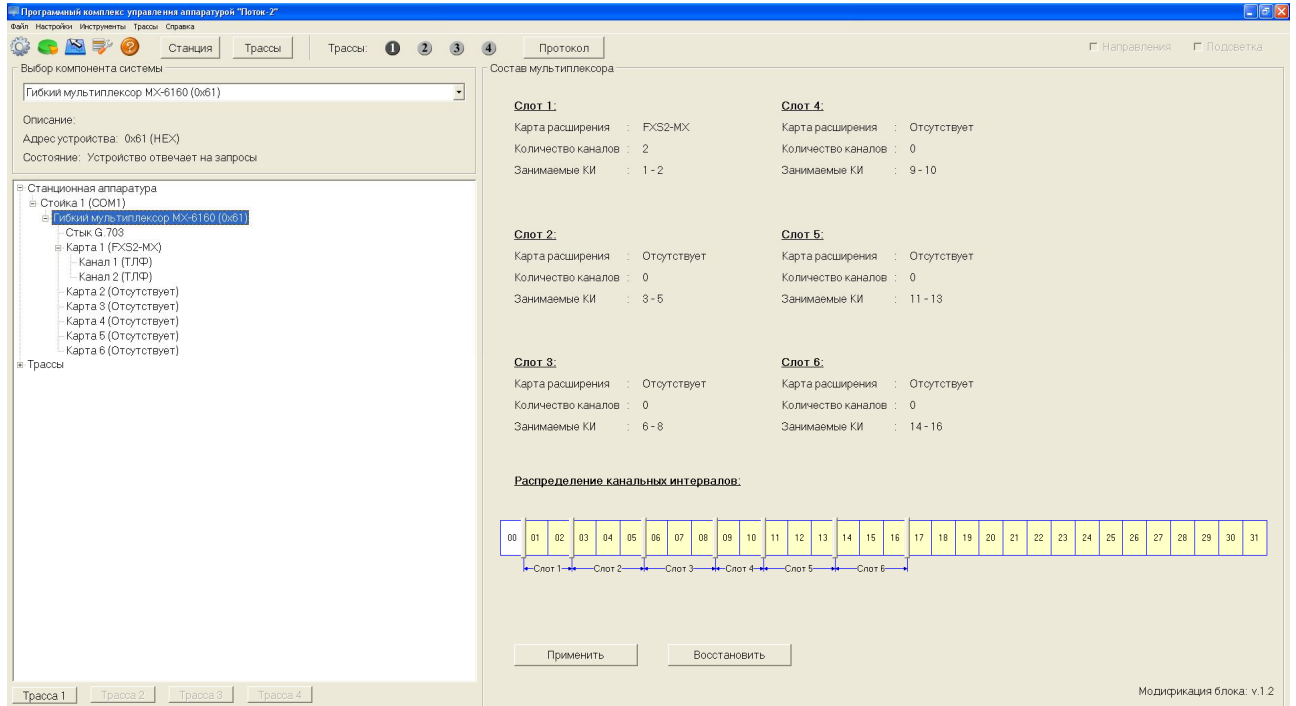 Программный комплекс управления аппаратурой "Поток-2"
Файл Настройки Инструменты Трассы Справка
Станция Трассы Трассы: 1 2 3 4 Протокол Направления Подсветка
Выбор компонента системы
Гибкий мультиплексор МХ-6160 (0x61)
Описание:
Адрес устройства: 0x61 (HEX)
Состояние: Устройство отвечает на запросы
Станционная аппаратура
Стойка 1 (COM1)
Гибкий мультиплексор МХ-6160 (0x61)
Стык G.703
Карта 1 (FXS2-MX)
Канал 1 (ТЛФ)
Канал 2 (ТЛФ)
Карта 2 (Отсутствует)
Карта 3 (Отсутствует)
Карта 4 (Отсутствует)
Карта 5 (Отсутствует)
Карта 6 (Отсутствует)
Трассы
Трасса 1 Трасса 2 Трасса 3 Трасса 4
Состав мультиплексора
Слот 1:
Карта расширения : FXS2-MX
Количество каналов : 2
Занимаемые КИ : 1 - 2
Слот 4:
Карта расширения : Отсутствует
Количество каналов : 0
Занимаемые КИ : 9 - 10
Слот 2:
Карта расширения : Отсутствует
Количество каналов : 0
Занимаемые КИ : 3 - 5
Слот 5:
Карта расширения : Отсутствует
Количество каналов : 0
Занимаемые КИ : 11 - 13
Слот 3:
Карта расширения : Отсутствует
Количество каналов : 0
Занимаемые КИ : 6 - 8
Слот 6:
Карта расширения : Отсутствует
Количество каналов : 0
Занимаемые КИ : 14 - 16
Распределение канальных интервалов:
00 01 02 03 04 05 06 07 08 09 10 11 12 13 14 15 16 17 18 19 20 21 22 23 24 25 26 27 28 29 30 31
Слот 1 Слот 2 Слот 3 Слот 4 Слот 5 Слот 6
Применить Восстановить
Модификация блока: v.1.2